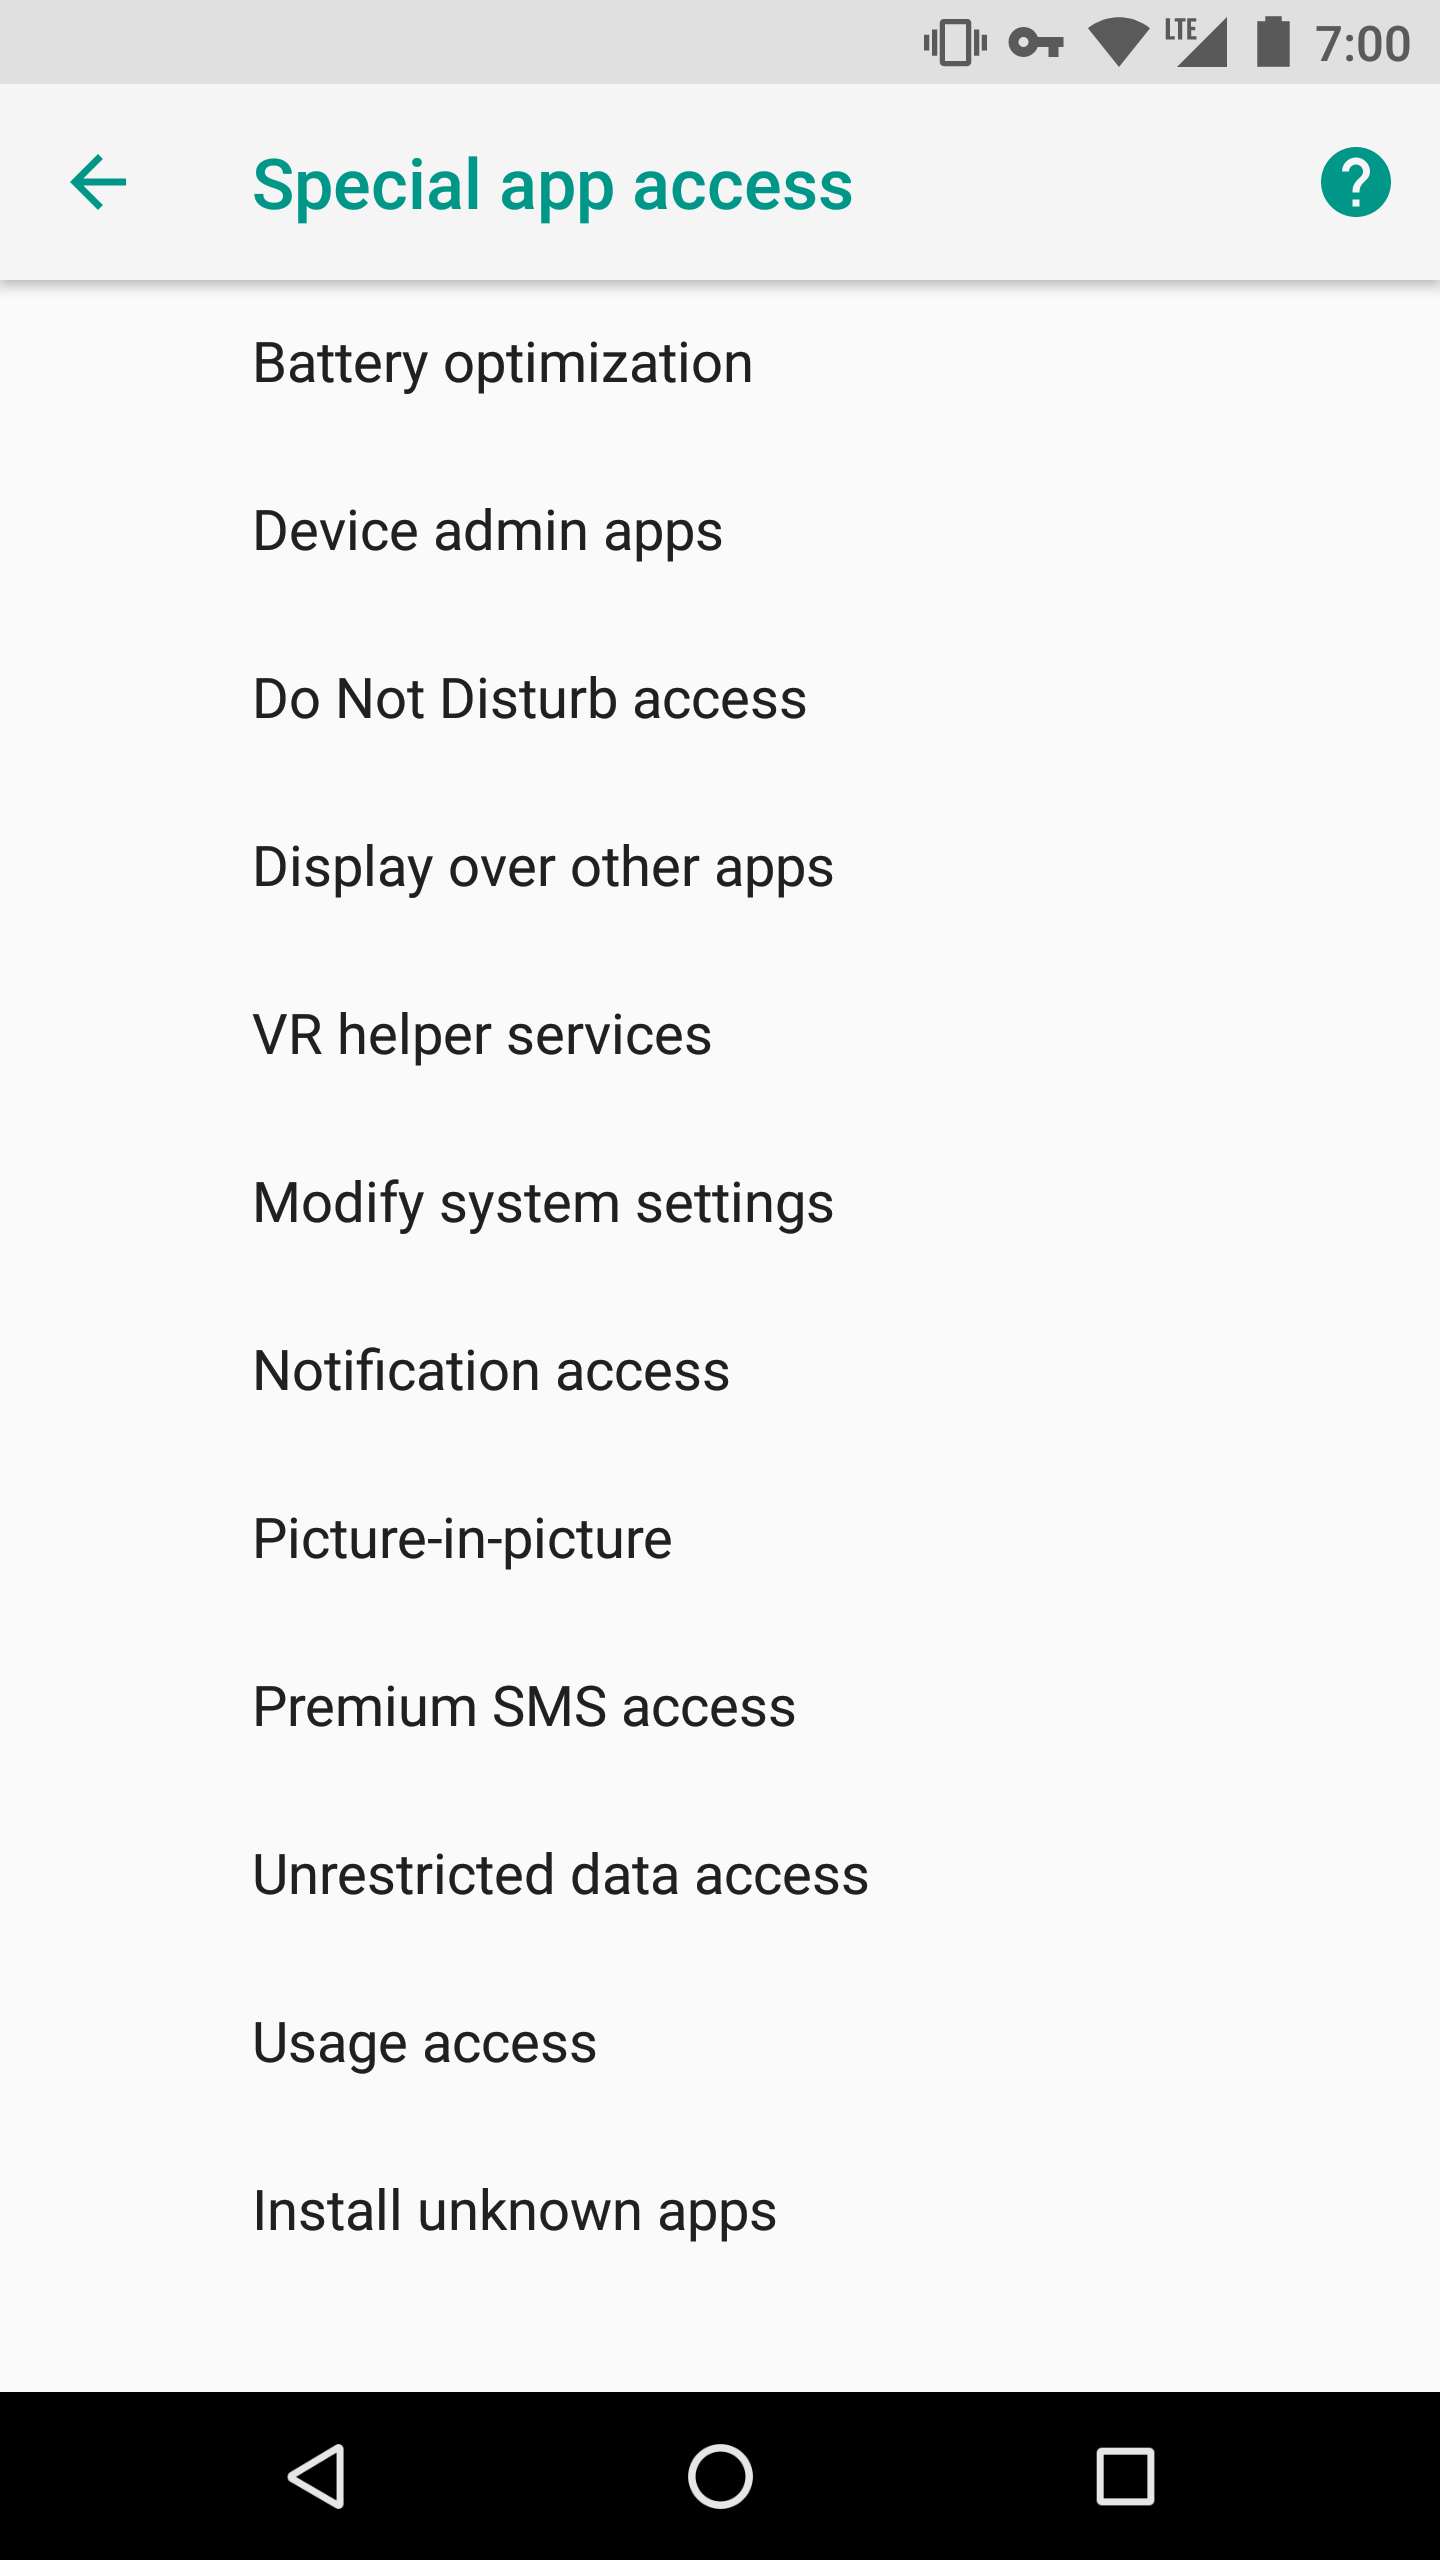 LTE 7:00
Special app access
Battery optimization
Device admin apps
Do Not Disturb access
Display over other apps
VR helper services
Modify system settings
Notification access
Picture-in-picture
Premium SMS access
Unrestricted data access
Usage access
Install unknown apps